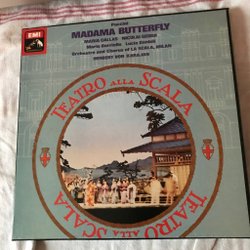 EMI
Puccini
MADAMA BUTTERFLY
MARIA CALLAS NICOLAI GEDDA
Mario Borriello Lucia Danieli
Orchestra and Chorus of LA SCALA, MILAN
HERBERT VON KARAJAN
TEATRO ALLA SCALA
TEATRO ALLA SCALA